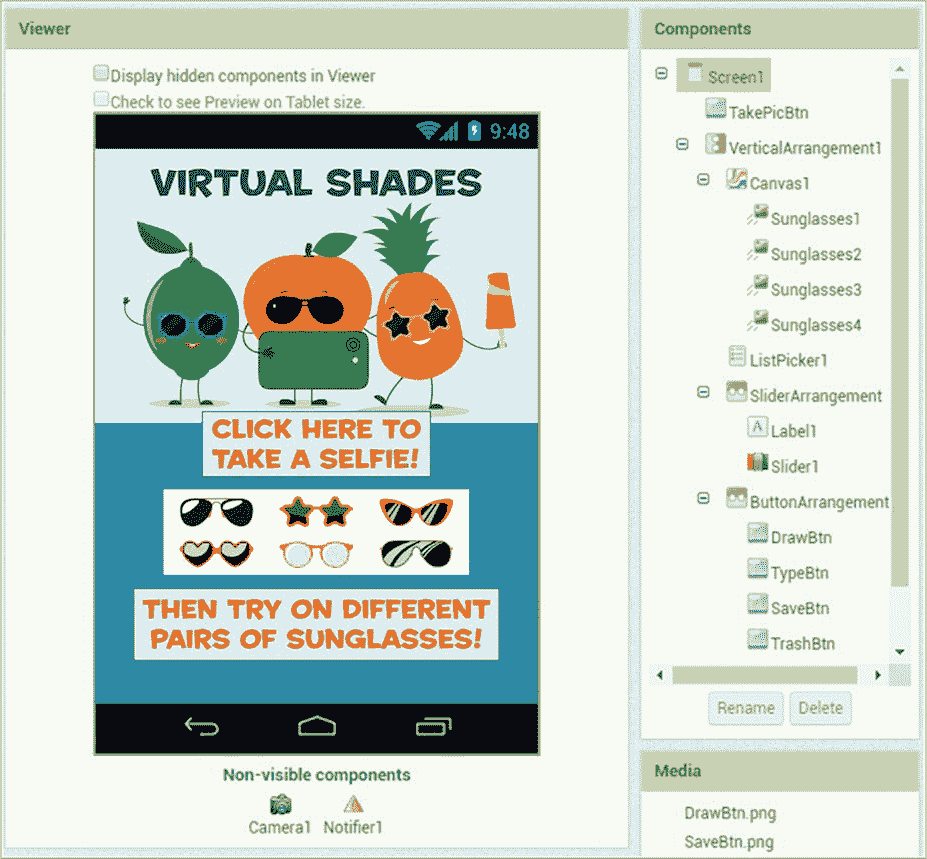 Viewer
Display hidden components in Viewer
Check to see Preview on Tablet size.
9:48
VIRTUAL SHADES
CLICK HERE TO
TAKE A SELFIE!
THEN TRY ON DIFFERENT
PAIRS OF SUNGLASSES!
Non-visible components
Camera1 Notifier1
Components
Screen1
TakePicBtn
VerticalArrangement1
Canvas1
Sunglasses1
Sunglasses2
Sunglasses3
Sunglasses4
ListPicker1
SliderArrangement
A Label1
Slider1
ButtonArrangement
DrawBtn
TypeBtn
SaveBtn
TrashBtn
Rename Delete
Media
DrawBtn.png
SaveBtn.png